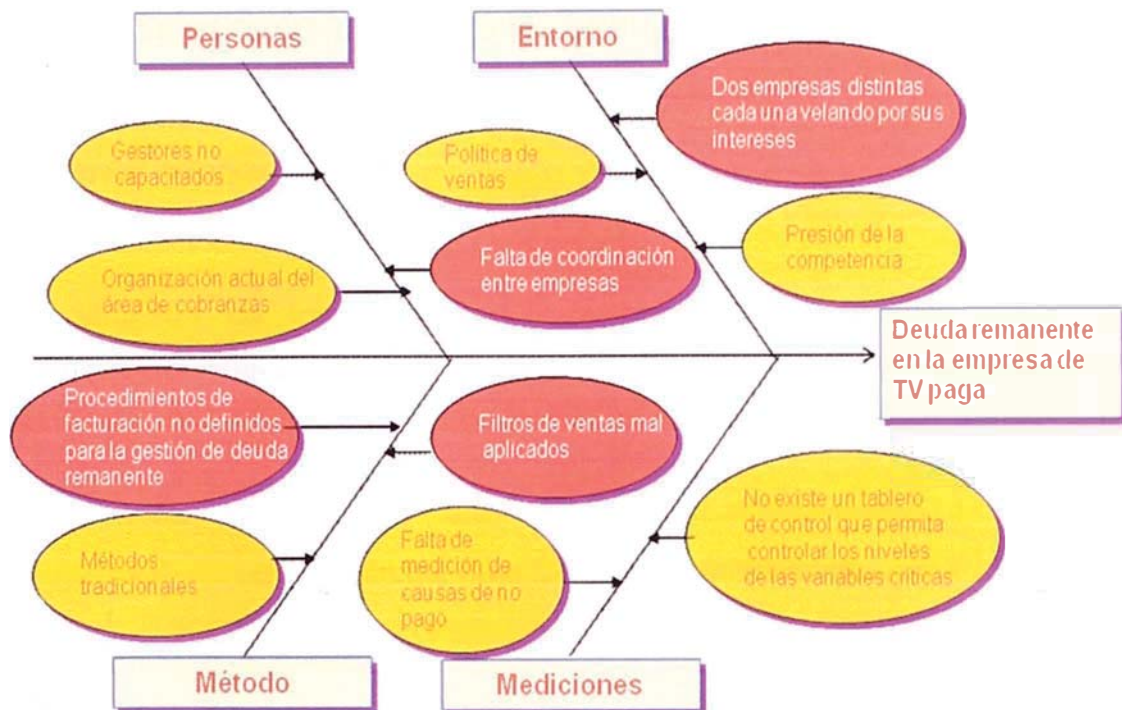 Personas
Entorno
Dos empresas distintas
cada una velando por sus
intereses
Gestores no
capacitados
Política de
ventas
Falta de coordinación
entre empresas
Presión de la
competencia
Organización actual del
área de cobranzas
Deuda remanente
en la empresa de
TV paga
Procedimientos de
facturación no definidos
para la gestión de deuda
remanente
Filtros de ventas mal
aplicados
No existe un tablero
de control que permita
controlar los niveles
de las variables críticas
Métodos
tradicionales
Falta de
medición de
causas de no
pago
Método
Mediciones